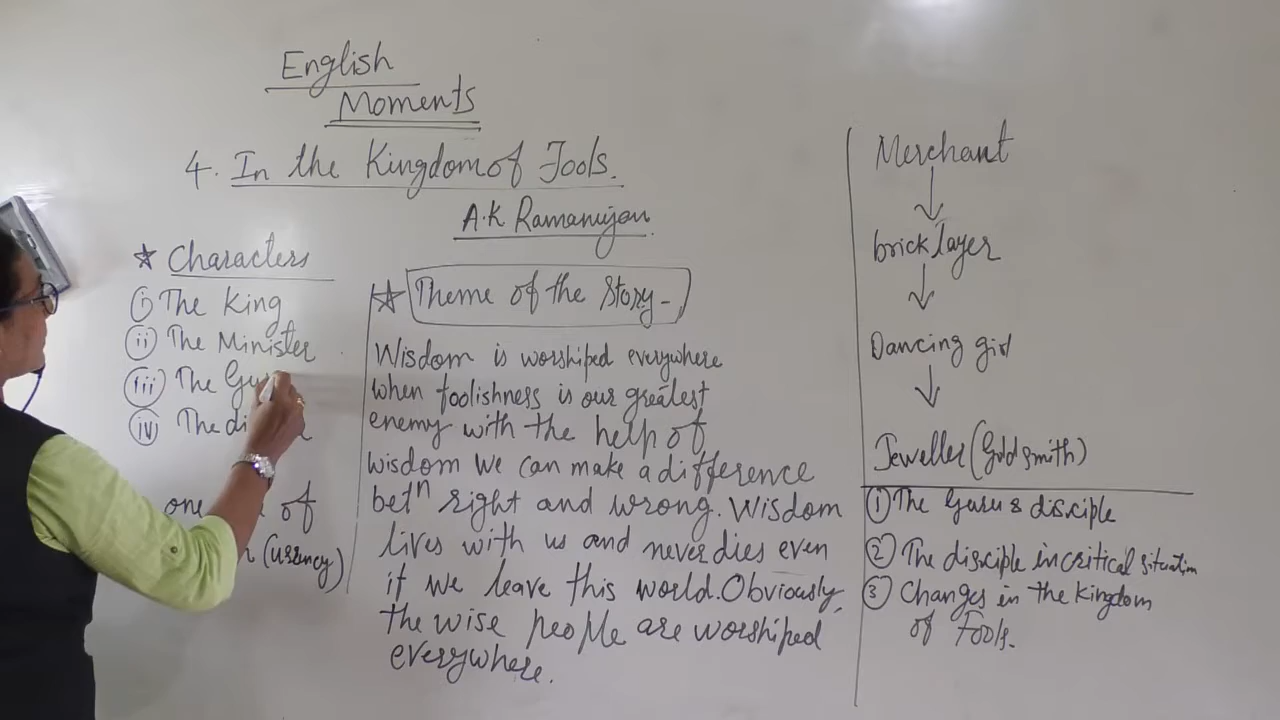 English
Moments
4. In the Kingdom of Fools.
A.K Ramanujan.
☆ Characters
(i) The King
(ii) The Minister
(iii) The
(iv) The
one of
(urrency)
☆ Theme of the Story -
Wisdom is worshiped everywhere
when foolishness is our greatest
enemy with the help of
wisdom we can make a difference
betⁿ right and wrong. Wisdom
lives with us and never dies even
if we leave this world. Obviously,
the wise people are worshiped
everywhere.
Merchant
↓
bricklayer
↓
Dancing girl
↓
Jeweller (Goldsmith)
① The Guru & disciple
② The disciple in critical situation
③ Changes in the Kingdom
of Fools.